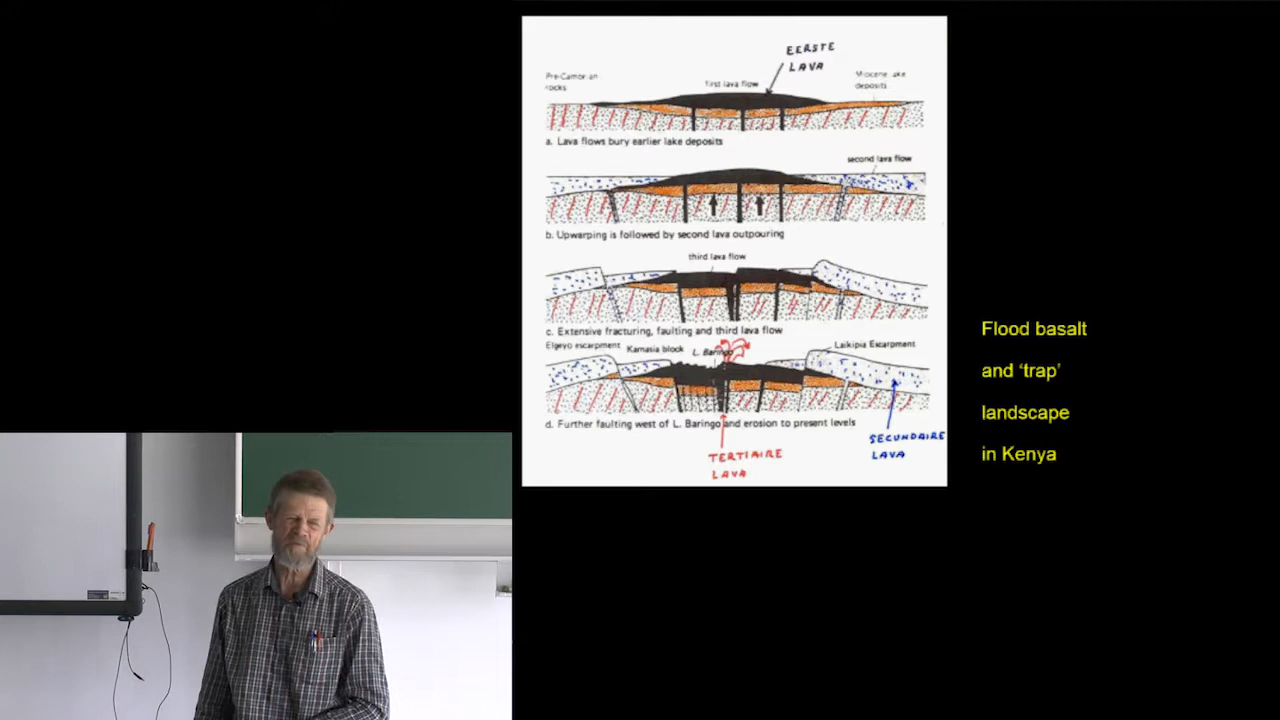 EERSTE
LAVA
Pre-Cambrian
rocks
first lava flow
Miocene lake
deposits
a. Lava flows bury earlier lake deposits
second lava flow
b. Upwarping is followed by second lava outpouring
third lava flow
c. Extensive fracturing, faulting and third lava flow
Elgeyo escarpment
Kamasia block
L. Baringo
Laikipia Escarpment
d. Further faulting west of L. Baringo and erosion to present levels
TERTIAIRE
LAVA
SECUNDAIRE
LAVA
Flood basalt
and ‘trap’
landscape
in Kenya